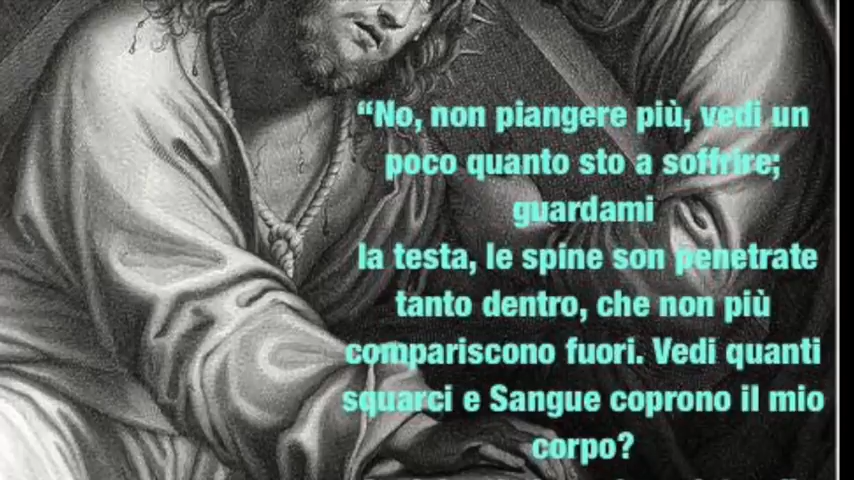 “No, non piangere più, vedi un
poco quanto sto a soffrire;
guardami
la testa, le spine son penetrate
tanto dentro, che non più
compariscono fuori. Vedi quanti
squarci e Sangue coprono il mio
corpo?